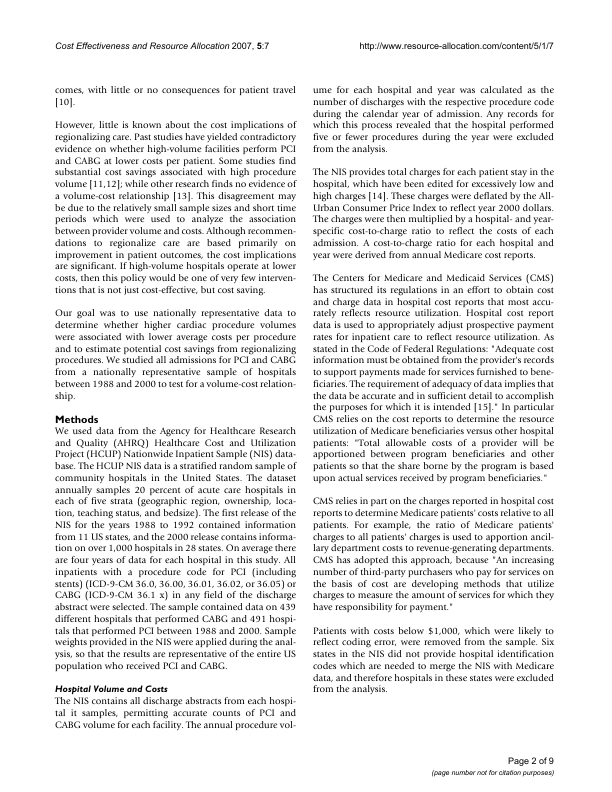 Cost Effectiveness and Resource Allocation 2007, 5:7
http://www.resource-allocation.com/content/5/1/7
comes, with little or no consequences for patient travel
[10].
However, little is known about the cost implications of
regionalizing care. Past studies have yielded contradictory
evidence on whether high-volume facilities perform PCI
and CABG at lower costs per patient. Some studies find
substantial cost savings associated with high procedure
volume [11,12]; while other research finds no evidence of
a volume-cost relationship [13]. This disagreement may
be due to the relatively small sample sizes and short time
periods which were used to analyze the association
between provider volume and costs. Although recommen-
dations to regionalize care are based primarily on
improvement in patient outcomes, the cost implications
are significant. If high-volume hospitals operate at lower
costs, then this policy would be one of very few interven-
tions that is not just cost-effective, but cost saving.
Our goal was to use nationally representative data to
determine whether higher cardiac procedure volumes
were associated with lower average costs per procedure
and to estimate potential cost savings from regionalizing
procedures. We studied all admissions for PCI and CABG
from a nationally representative sample of hospitals
between 1988 and 2000 to test for a volume-cost relation-
ship.
Methods
We used data from the Agency for Healthcare Research
and Quality (AHRQ) Healthcare Cost and Utilization
Project (HCUP) Nationwide Inpatient Sample (NIS) data-
base. The HCUP NIS data is a stratified random sample of
community hospitals in the United States. The dataset
annually samples 20 percent of acute care hospitals in
each of five strata (geographic region, ownership, loca-
tion, teaching status, and bedsize). The first release of the
NIS for the years 1988 to 1992 contained information
from 11 US states, and the 2000 release contains informa-
tion on over 1,000 hospitals in 28 states. On average there
are four years of data for each hospital in this study. All
inpatients with a procedure code for PCI (including
stents) (ICD-9-CM 36.0, 36.00, 36.01, 36.02, or 36.05) or
CABG (ICD-9-CM 36.1 x) in any field of the discharge
abstract were selected. The sample contained data on 439
different hospitals that performed CABG and 491 hospi-
tals that performed PCI between 1988 and 2000. Sample
weights provided in the NIS were applied during the anal-
ysis, so that the results are representative of the entire US
population who received PCI and CABG.
Hospital Volume and Costs
The NIS contains all discharge abstracts from each hospi-
tal it samples, permitting accurate counts of PCI and
CABG volume for each facility. The annual procedure vol-
ume for each hospital and year was calculated as the
number of discharges with the respective procedure code
during the calendar year of admission. Any records for
which this process revealed that the hospital performed
five or fewer procedures during the year were excluded
from the analysis.
The NIS provides total charges for each patient stay in the
hospital, which have been edited for excessively low and
high charges [14]. These charges were deflated by the All-
Urban Consumer Price Index to reflect year 2000 dollars.
The charges were then multiplied by a hospital- and year-
specific cost-to-charge ratio to reflect the costs of each
admission. A cost-to-charge ratio for each hospital and
year were derived from annual Medicare cost reports.
The Centers for Medicare and Medicaid Services (CMS)
has structured its regulations in an effort to obtain cost
and charge data in hospital cost reports that most accu-
rately reflects resource utilization. Hospital cost report
data is used to appropriately adjust prospective payment
rates for inpatient care to reflect resource utilization. As
stated in the Code of Federal Regulations: "Adequate cost
information must be obtained from the provider's records
to support payments made for services furnished to bene-
ficiaries. The requirement of adequacy of data implies that
the data be accurate and in sufficient detail to accomplish
the purposes for which it is intended [15]." In particular
CMS relies on the cost reports to determine the resource
utilization of Medicare beneficiaries versus other hospital
patients: "Total allowable costs of a provider will be
apportioned between program beneficiaries and other
patients so that the share borne by the program is based
upon actual services received by program beneficiaries."
CMS relies in part on the charges reported in hospital cost
reports to determine Medicare patients' costs relative to all
patients. For example, the ratio of Medicare patients'
charges to all patients' charges is used to apportion ancil-
lary department costs to revenue-generating departments.
CMS has adopted this approach, because "An increasing
number of third-party purchasers who pay for services on
the basis of cost are developing methods that utilize
charges to measure the amount of services for which they
have responsibility for payment."
Patients with costs below $1,000, which were likely to
reflect coding error, were removed from the sample. Six
states in the NIS did not provide hospital identification
codes which are needed to merge the NIS with Medicare
data, and therefore hospitals in these states were excluded
from the analysis.
Page 2 of 9
(page number not for citation purposes)